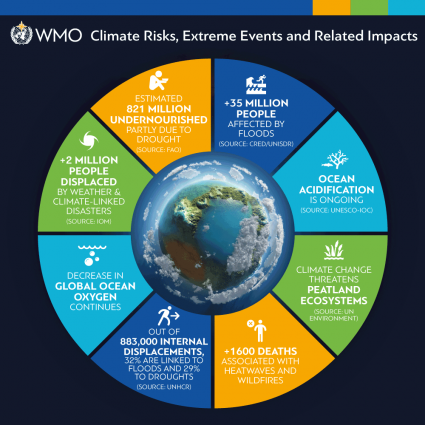 WMO Climate Risks, Extreme Events and Related Impacts
ESTIMATED
821 MILLION
UNDERNOURISHED
PARTLY DUE TO
DROUGHT
(SOURCE: FAO)
+35 MILLION
PEOPLE
AFFECTED BY
FLOODS
(SOURCE: CRED/UNISDR)
OCEAN
ACIDIFICATION
IS ONGOING
(SOURCE: UNESCO-IOC)
CLIMATE CHANGE
THREATENS
PEATLAND
ECOSYSTEMS
(SOURCE: UN
ENVIRONMENT)
+1600 DEATHS
ASSOCIATED WITH
HEATWAVES AND
WILDFIRES
OUT OF
883,000 INTERNAL
DISPLACEMENTS,
32% ARE LINKED TO
FLOODS AND 29%
TO DROUGHTS
(SOURCE: UNHCR)
DECREASE IN
GLOBAL OCEAN
OXYGEN
CONTINUES
+2 MILLION
PEOPLE
DISPLACED
BY WEATHER &
CLIMATE-LINKED
DISASTERS
(SOURCE: IOM)